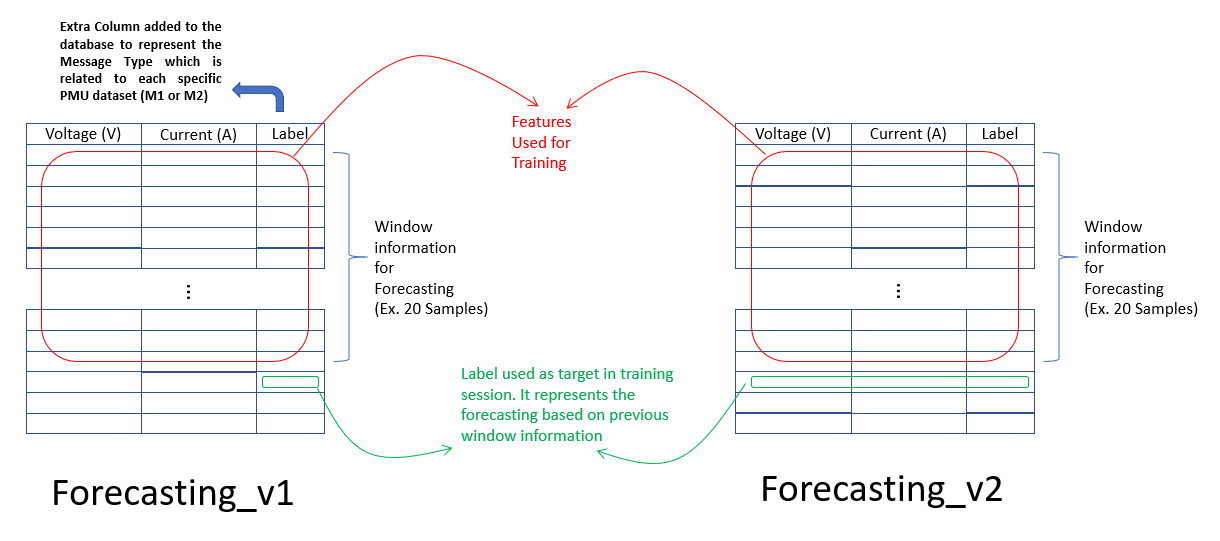 Extra Column added to the
database to represent the
Message Type which is
related to each specific
PMU dataset (M1 or M2)
Voltage (V) Current (A) Label
Features
Used for
Training
Voltage (V) Current (A) Label
Window
information
for
Forecasting
(Ex. 20 Samples)
Window
information
for
Forecasting
(Ex. 20 Samples)
...
...
Label used as target in training
session. It represents the
forecasting based on previous
window information
Forecasting_v1
Forecasting_v2